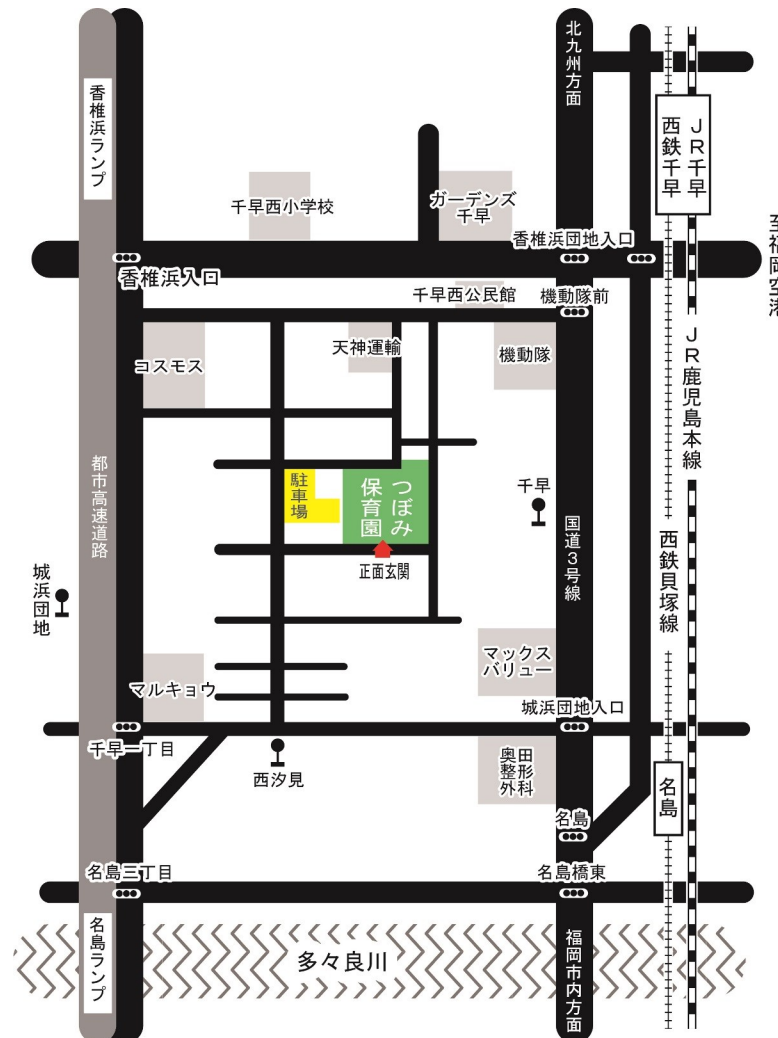 北九州方面
香椎浜ランプ
西鉄千早
JR千早
千早西小学校
ガーデンズ
千早
至福岡空港
香椎浜団地入口
香椎浜入口
千早西公民館
機動隊前
天神運輸
コスモス
機動隊
JR鹿児島本線
都市高速道路
駐車場
つぼみ
保育園
千早
国道3号線
正面玄関
西鉄貝塚線
城浜団地
マックス
バリュー
マルキョウ
城浜団地入口
千早一丁目
西汐見
奥田
整形
外科
名島
名島
名島三丁目
名島橋東
名島ランプ
多々良川
福岡市内方面